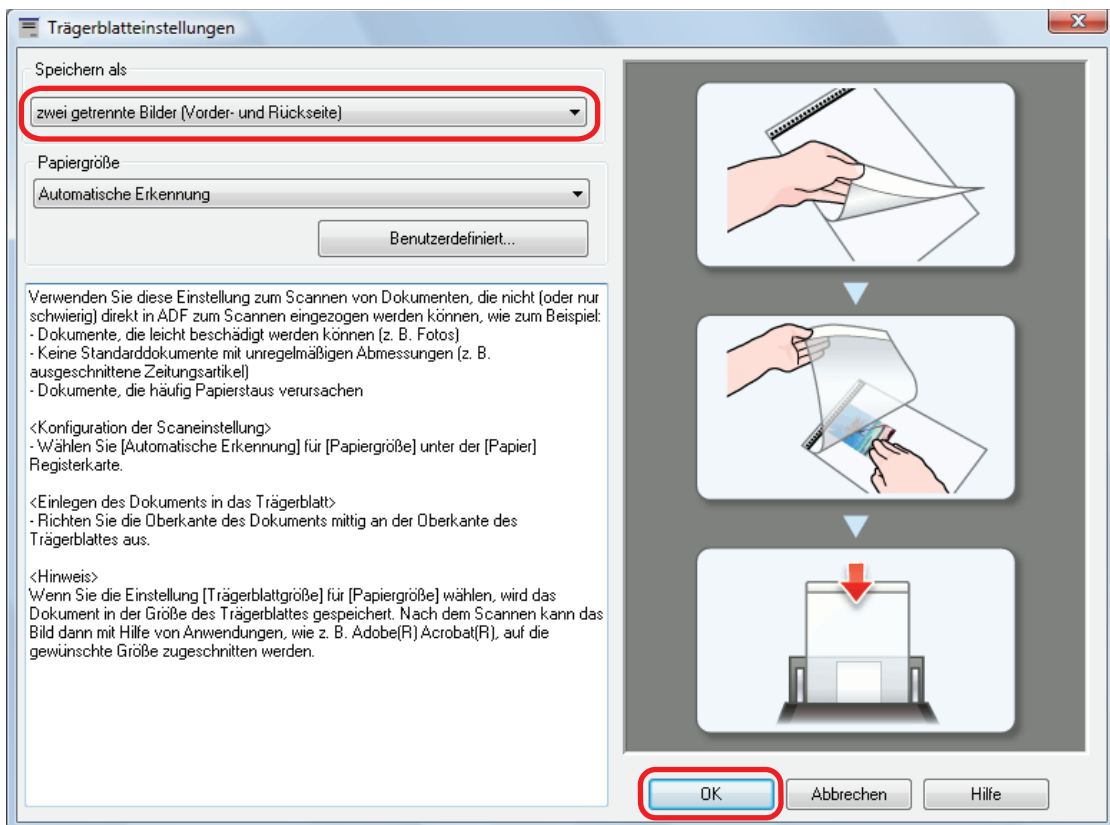 Trägerblatteinstellungen
Speichern als
zwei getrennte Bilder (Vorder- und Rückseite)
Papiergröße
Automatische Erkennung
Benutzerdefiniert...
Verwenden Sie diese Einstellung zum Scannen von Dokumenten, die nicht (oder nur
schwierig) direkt in ADF zum Scannen eingezogen werden können, wie zum Beispiel:
- Dokumente, die leicht beschädigt werden können (z. B. Fotos)
- Keine Standarddokumente mit unregelmäßigen Abmessungen (z. B.
ausgeschnittene Zeitungsartikel)
- Dokumente, die häufig Papierstaus verursachen
<Konfiguration der Scaneinstellung>
- Wählen Sie [Automatische Erkennung] für [Papiergröße] unter der [Papier]
Registerkarte.
<Einlegen des Dokuments in das Trägerblatt>
- Richten Sie die Oberkante des Dokuments mittig an der Oberkante des
Trägerblattes aus.
<Hinweis>
Wenn Sie die Einstellung [Trägerblattgröße] für [Papiergröße] wählen, wird das
Dokument in der Größe des Trägerblattes gespeichert. Nach dem Scannen kann das
Bild dann mit Hilfe von Anwendungen, wie z. B. Adobe(R) Acrobat(R), auf die
gewünschte Größe zugeschnitten werden.
OK
Abbrechen
Hilfe